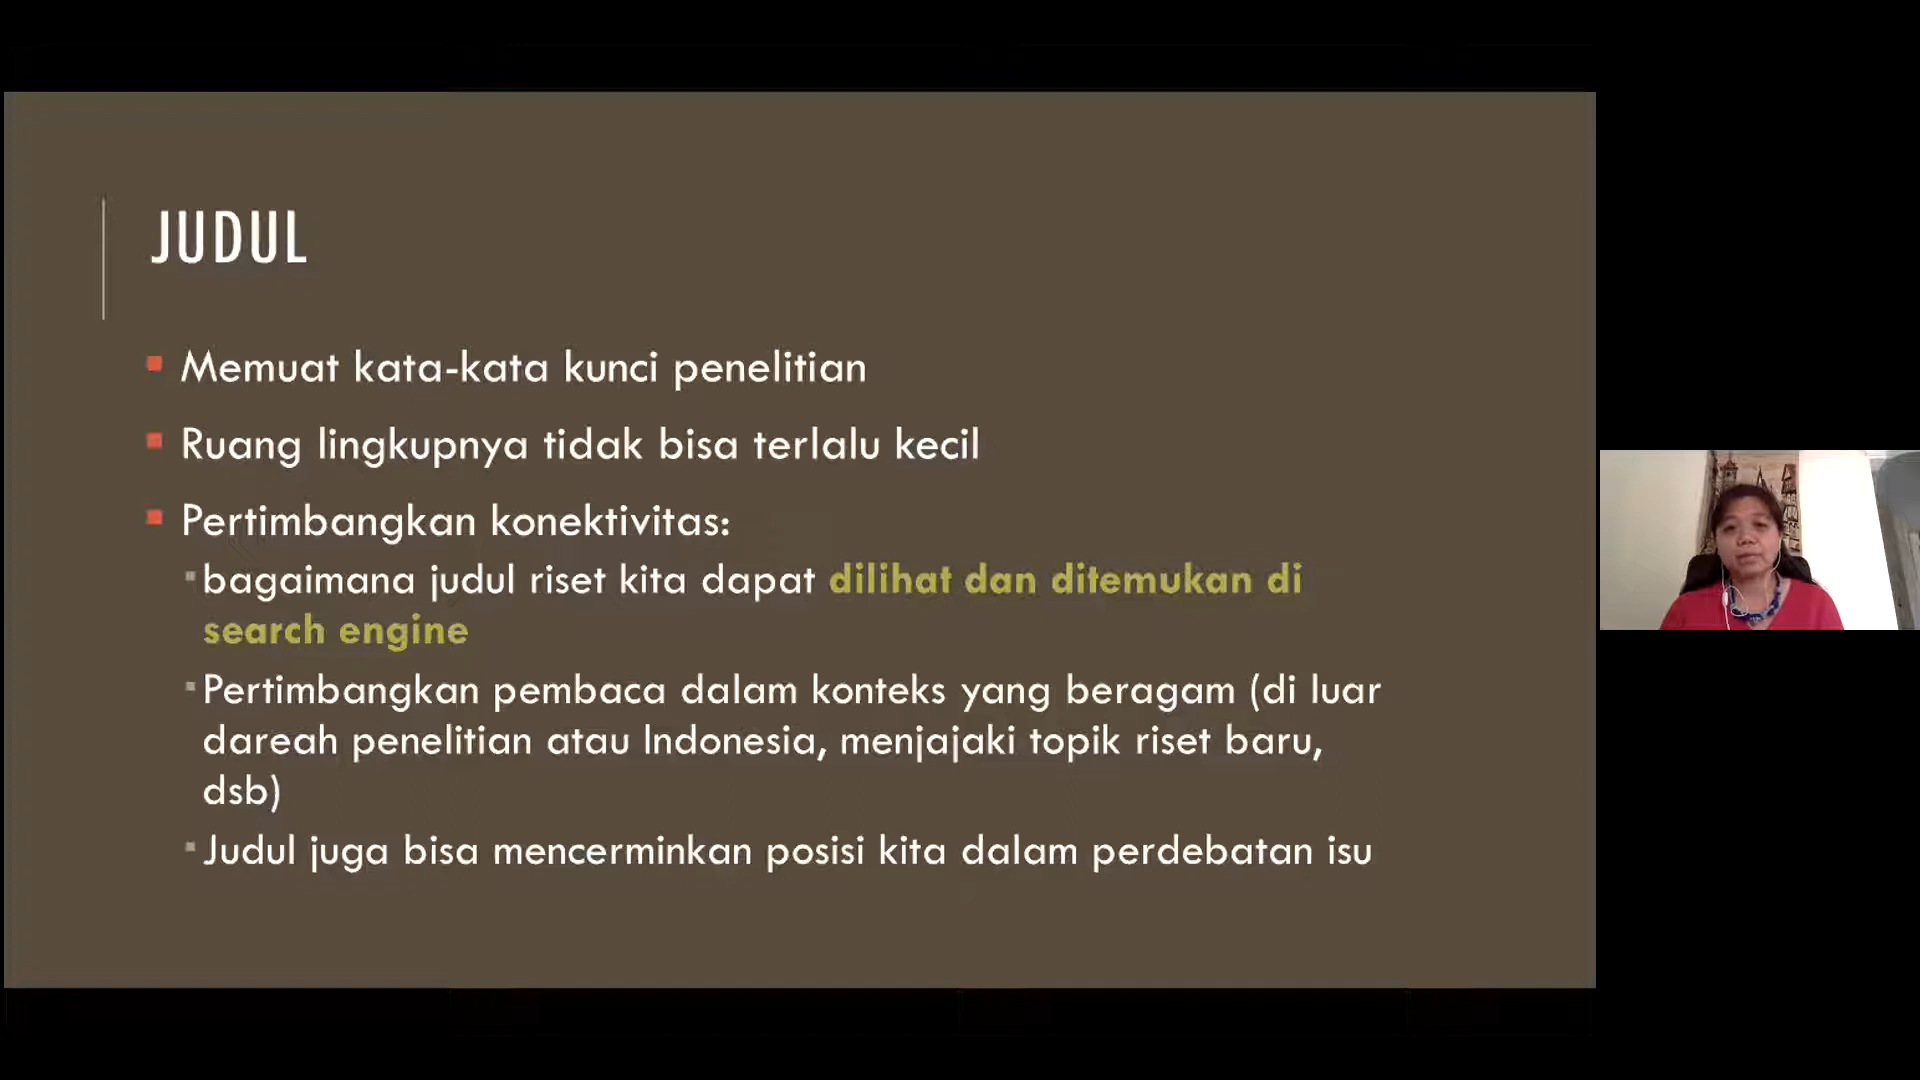 JUDUL
Memuat kata-kata kunci penelitian
Ruang lingkupnya tidak bisa terlalu kecil
Pertimbangkan konektivitas:
bagaimana judul riset kita dapat dilihat dan ditemukan di
search engine
Pertimbangkan pembaca dalam konteks yang beragam (di luar
dareah penelitian atau Indonesia, menjajaki topik riset baru,
dsb)
Judul juga bisa mencerminkan posisi kita dalam perdebatan isu